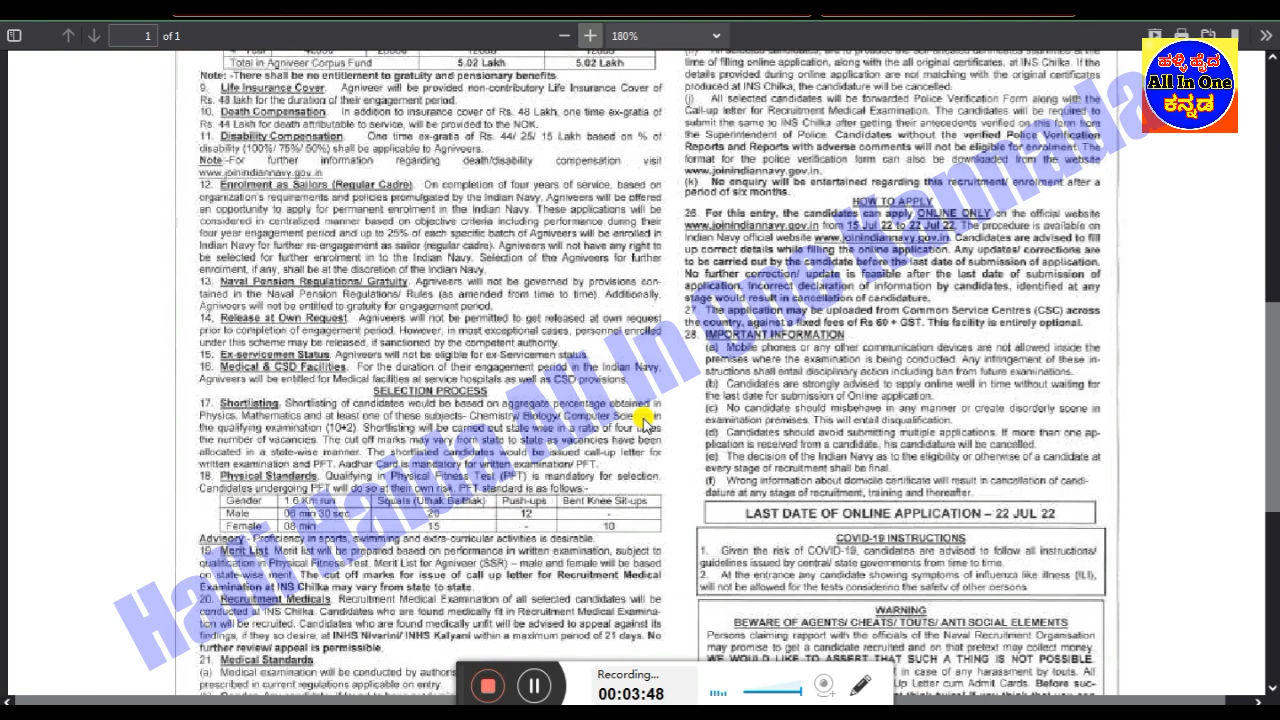 1 of 1
180%
ಹಳ್ಳಿ ಹೈದ
All In One
ಕನ್ನಡ
Total in Agniveer Corpus Fund 5.02 Lakh 5.02 Lakh
Note: -There shall be no entitlement to gratuity and pensionary benefits.
9. Life Insurance Cover. Agniveer will be provided non-contributory Life Insurance Cover of
Rs. 48 lakh for the duration of their engagement period.
10. Death Compensation. In addition to insurance cover of Rs. 48 Lakh, one time ex-gratia of
Rs. 44 Lakh for death attributable to service, will be provided to the NOK.
11. Disability Compensation. One time ex-gratia of Rs. 44/ 25/ 15 Lakh based on % of
disability (100%/ 75%/ 50%) shall be applicable to Agniveers.
Note:-For further information regarding death/disability compensation visit
www.joinindiannavy.gov.in
12. Enrolment as Sailors (Regular Cadre). On completion of four years of service, based on
organization's requirements and policies promulgated by the Indian Navy, Agniveers will be offered
an opportunity to apply for permanent enrolment in the Indian Navy. These applications will be
considered in centralized manner based on objective criteria including performance during their
four year engagement period and up to 25% of each specific batch of Agniveers will be enrolled in
Indian Navy for further re-engagement as sailor (regular cadre). Agniveers will not have any right to
be selected for further enrolment in to the Indian Navy. Selection of the Agniveers for further
enrolment, if any, shall be at the discretion of the Indian Navy.
13. Naval Pension Regulations/ Gratuity. Agniveers will not be governed by provisions con-
tained in the Naval Pension Regulations/ Rules (as amended from time to time). Additionally,
Agniveers will not be entitled to gratuity for engagement period.
14. Release at Own Request. Agniveers will not be permitted to get released at own request
prior to completion of engagement period. However, in most exceptional cases, personnel enrolled
under this scheme may be released, if sanctioned by the competent authority.
15. Ex-servicemen Status. Agniveers will not be eligible for ex-Servicemen status.
16. Medical & CSD Facilities. For the duration of their engagement period in the Indian Navy,
Agniveers will be entitled for Medical facilities at service hospitals as well as CSD provisions.
SELECTION PROCESS
17. Shortlisting. Shortlisting of candidates would be based on aggregate percentage obtained in
Physics, Mathematics and at least one of these subjects- Chemistry/ Biology/ Computer Science in
the qualifying examination (10+2). Shortlisting will be carried out state wise in a ratio of four times
the number of vacancies. The cut off marks may vary from state to state as vacancies have been
allocated in a state-wise manner. The shortlisted candidates would be issued call-up letter for
written examination and PFT. Aadhar Card is mandatory for written examination/ PFT.
18. Physical Standards. Qualifying in Physical Fitness Test (PFT) is mandatory for selection.
Candidates undergoing PFT will do so at their own risk. PFT standard is as follows:-
Gender 1.6 Km run Squats (Uthak Baithak) Push-ups Bent Knee Sit-ups
Male 06 min 30 sec 20 12 -
Female 08 min 15 - 10
Advisory - Proficiency in sports, swimming and extra-curricular activities is desirable.
19. Merit List. Merit list will be prepared based on performance in written examination, subject to
qualification in Physical Fitness Test. Merit List for Agniveer (SSR) – male and female will be based
on state-wise merit. The cut off marks for issue of call up letter for Recruitment Medical
Examination at INS Chilka may vary from state to state.
20. Recruitment Medicals. Recruitment Medical Examination of all selected candidates will be
conducted at INS Chilka. Candidates who are found medically fit in Recruitment Medical Examina-
tion will be recruited. Candidates who are found medically unfit will be advised to appeal against its
findings, if they so desire, at INHS Nivarini/ INHS Kalyani within a maximum period of 21 days. No
further review/ appeal is permissible.
21. Medical Standards.
(a) Medical examination will be conducted by authoris
prescribed in current regulations applicable on entry.
time of filling online application, along with the all original certificates, at INS Chilka. If the
details provided during online application are not matching with the original certificates
produced at INS Chilka, the candidature will be cancelled.
(j) All selected candidates will be forwarded Police Verification Form along with the
Call-up letter for Recruitment Medical Examination. The candidates will be required to
submit the same to INS Chilka after getting their antecedents verified on this form from
the Superintendent of Police. Candidates without the verified Police Verification
Reports and Reports with adverse comments will not be eligible for enrolment. The
format for the police verification form can also be downloaded from the website
www.joinindiannavy.gov.in.
(k) No enquiry will be entertained regarding this recruitment/ enrolment after a
period of six months.
HOW TO APPLY
26. For this entry, the candidates can apply ONLINE ONLY on the official website
www.joinindiannavy.gov.in from 15 Jul 22 to 22 Jul 22. The procedure is available on
Indian Navy official website www.joinindiannavy.gov.in. Candidates are advised to fill
up correct details while filling the online application. Any updates/ corrections are
to be carried out by the candidate before the last date of submission of application.
No further correction/ update is feasible after the last date of submission of
application. Incorrect declaration of information by candidates, identified at any
stage would result in cancellation of candidature.
27. The application may be uploaded from Common Service Centres (CSC) across
the country, against a fixed fees of Rs 60 + GST. This facility is entirely optional.
28. IMPORTANT INFORMATION
(a) Mobile phones or any other communication devices are not allowed inside the
premises where the examination is being conducted. Any infringement of these in-
structions shall entail disciplinary action including ban from future examinations.
(b) Candidates are strongly advised to apply online well in time without waiting for
the last date for submission of Online application.
(c) No candidate should misbehave in any manner or create disorderly scene in
examination premises. This will entail disqualification.
(d) Candidates should avoid submitting multiple applications. If more than one ap-
plication is received from a candidate, his candidature will be cancelled.
(e) The decision of the Indian Navy as to the eligibility or otherwise of a candidate at
every stage of recruitment shall be final.
(f) Wrong information about domicile certificate will result in cancellation of candi-
dature at any stage of recruitment, training and thereafter.
LAST DATE OF ONLINE APPLICATION – 22 JUL '22
COVID-19 INSTRUCTIONS
1. Given the risk of COVID-19, candidates are advised to follow all instructions/
guidelines issued by central/ state governments from time to time.
2. At the entrance any candidate showing symptoms of influenza like illness (ILI),
will not be allowed for the tests considering the safety of other persons.
WARNING
BEWARE OF AGENTS/ CHEATS/ TOUTS/ ANTI SOCIAL ELEMENTS
Persons claiming rapport with the officials of the Naval Recruitment Organisation
may promise to get a candidate recruited and on that pretext may collect money.
WE WOULD LIKE TO ASSERT THAT SUCH A THING IS NOT POSSIBLE.
in case of any harassment by touts. All
Up Letter cum Admit Cards. Before suc-
Recording...
00:03:48